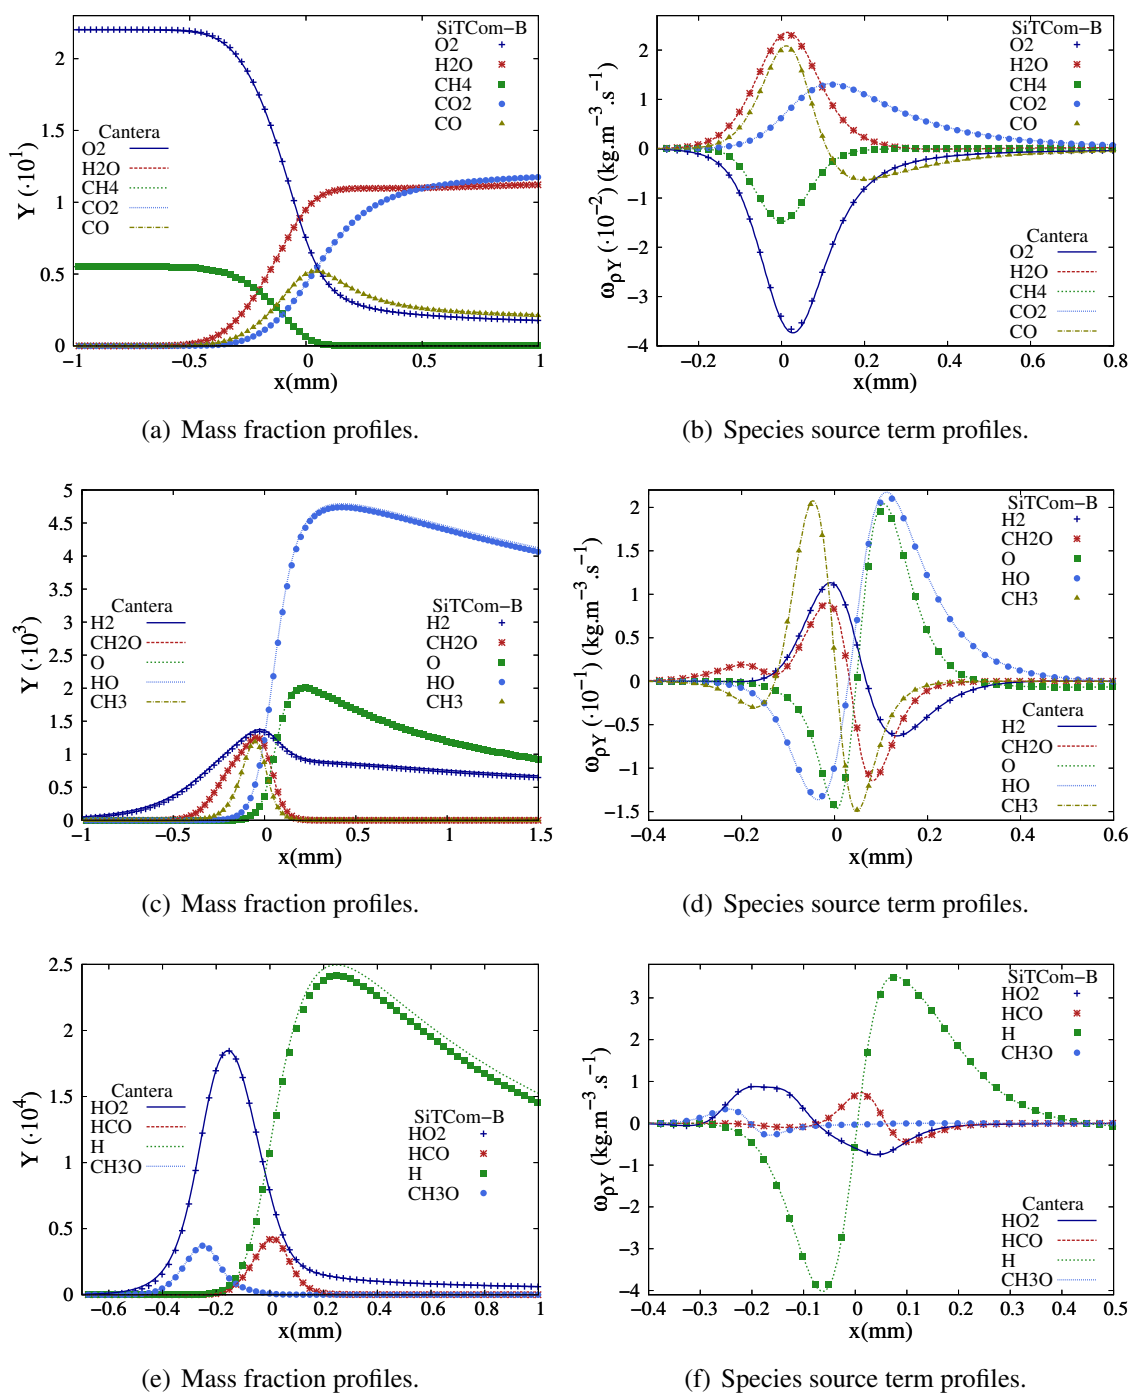 2
1.5
1
0.5
0
−1
−0.5
0
0.5
1
Y (·10^1)
x(mm)
Cantera
O2
H2O
CH4
CO2
CO
SiTCom−B
O2
H2O
CH4
CO2
CO
(a) Mass fraction profiles.
2
1
0
−1
−2
−3
−4
−0.2
0
0.2
0.4
0.6
0.8
ω̇ρY (·10^−2) (kg.m^−3.s^−1)
x(mm)
SiTCom−B
O2
H2O
CH4
CO2
CO
Cantera
O2
H2O
CH4
CO2
CO
(b) Species source term profiles.
5
4.5
4
3.5
3
2.5
2
1.5
1
0.5
0
−1
−0.5
0
0.5
1
1.5
Y (·10^3)
x(mm)
Cantera
H2
CH2O
O
HO
CH3
SiTCom−B
H2
CH2O
O
HO
CH3
(c) Mass fraction profiles.
2
1.5
1
0.5
0
−0.5
−1
−1.5
−0.4
−0.2
0
0.2
0.4
0.6
ω̇ρY (·10^−1) (kg.m^−3.s^−1)
x(mm)
SiTCom−B
H2
CH2O
O
HO
CH3
Cantera
H2
CH2O
O
HO
CH3
(d) Species source term profiles.
2.5
2
1.5
1
0.5
0
−0.6
−0.4
−0.2
0
0.2
0.4
0.6
0.8
1
Y (·10^4)
x(mm)
Cantera
HO2
HCO
H
CH3O
SiTCom−B
HO2
HCO
H
CH3O
(e) Mass fraction profiles.
3
2
1
0
−1
−2
−3
−4
−0.4
−0.3
−0.2
−0.1
0
0.1
0.2
0.3
0.4
0.5
ω̇ρY (kg.m^−3.s^−1)
x(mm)
SiTCom−B
HO2
HCO
H
CH3O
Cantera
HO2
HCO
H
CH3O
(f) Species source term profiles.